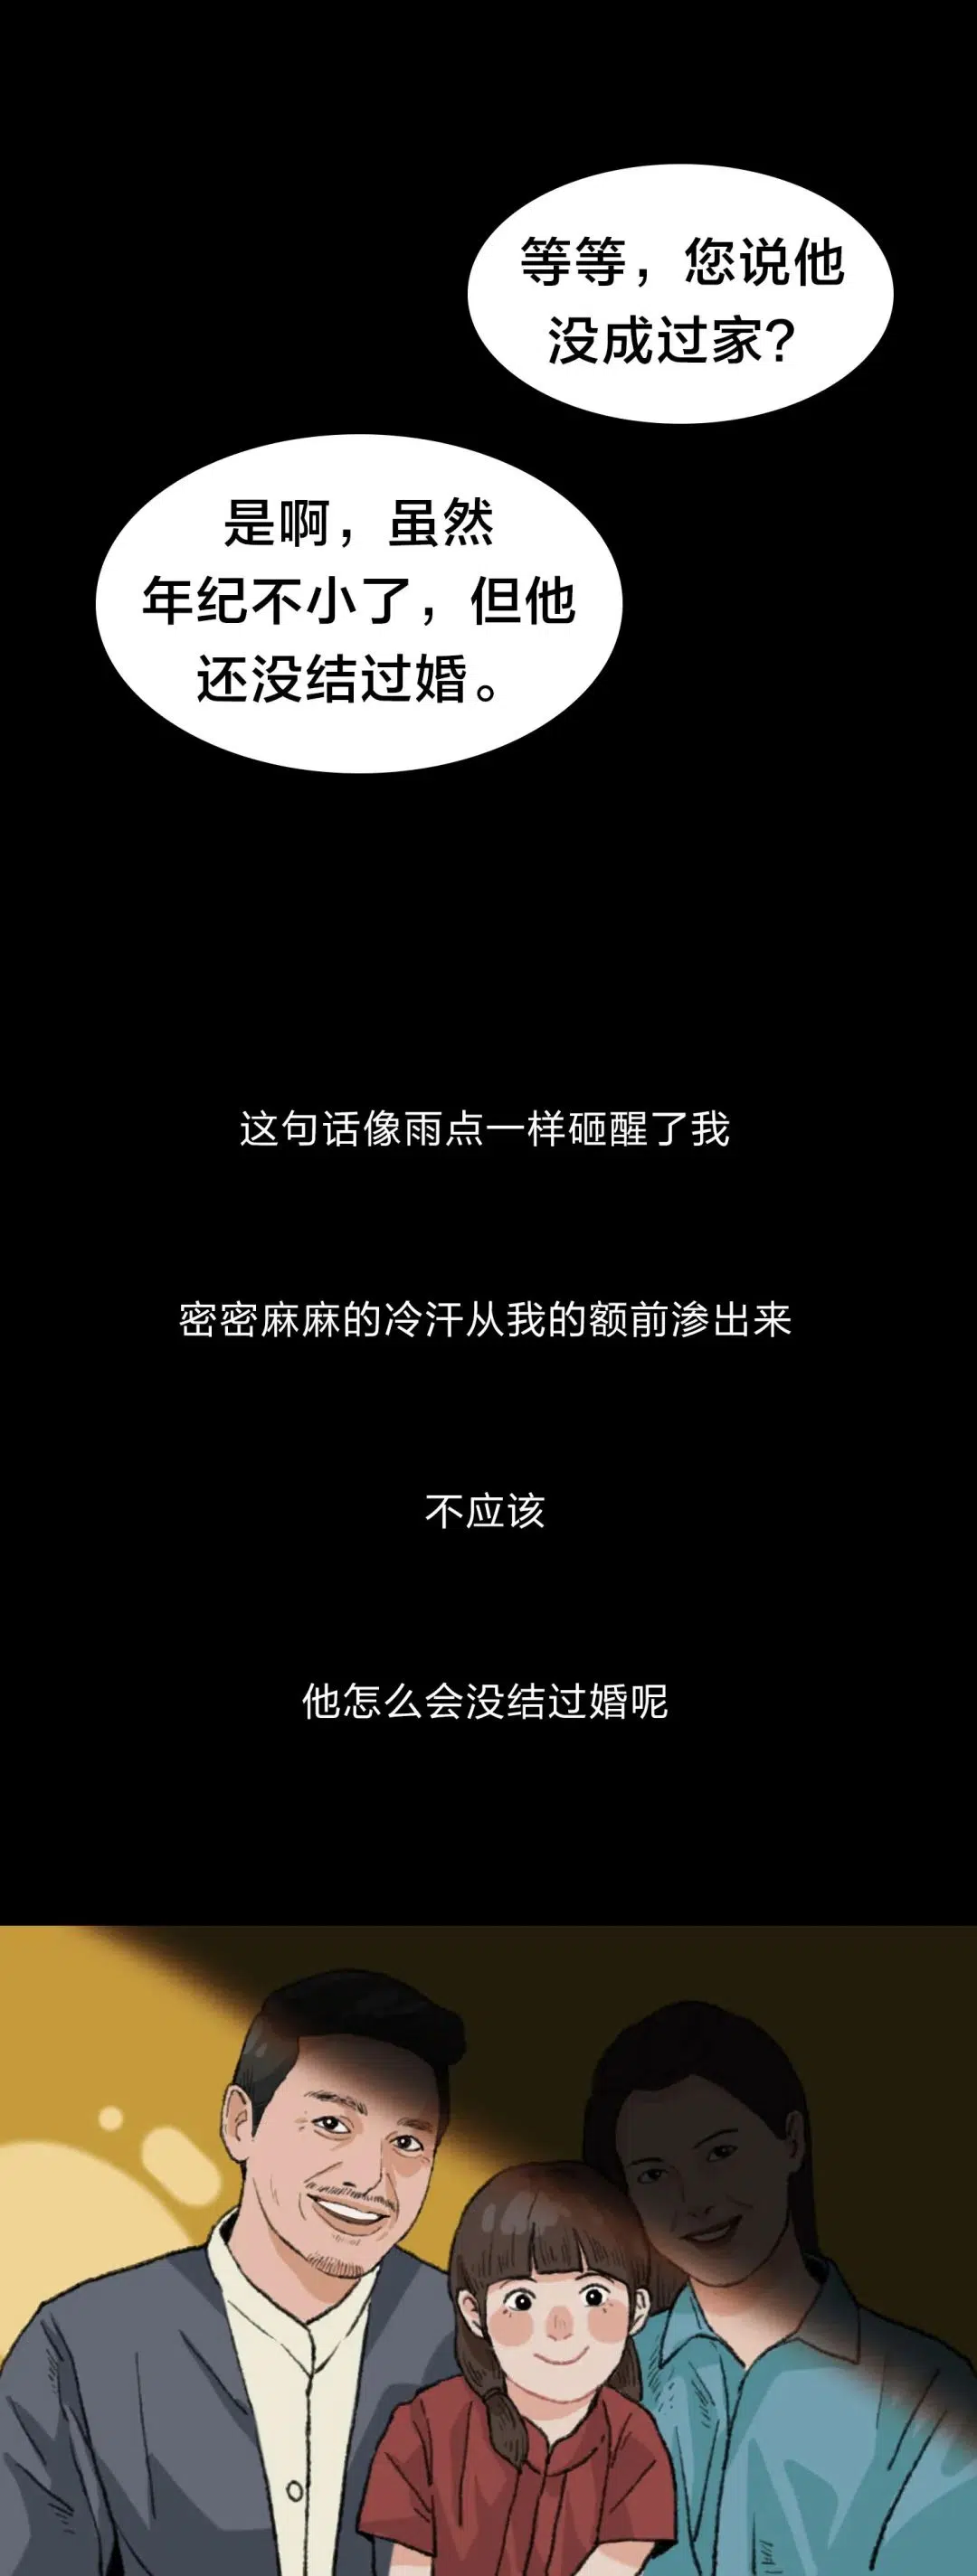 等等，您说他
没成过家？
是啊，虽然
年纪不小了，但他
还没结过婚。
这句话像雨点一样砸醒了我
密密麻麻的冷汗从我的额前渗出来
不应该
他怎么会没结过婚呢